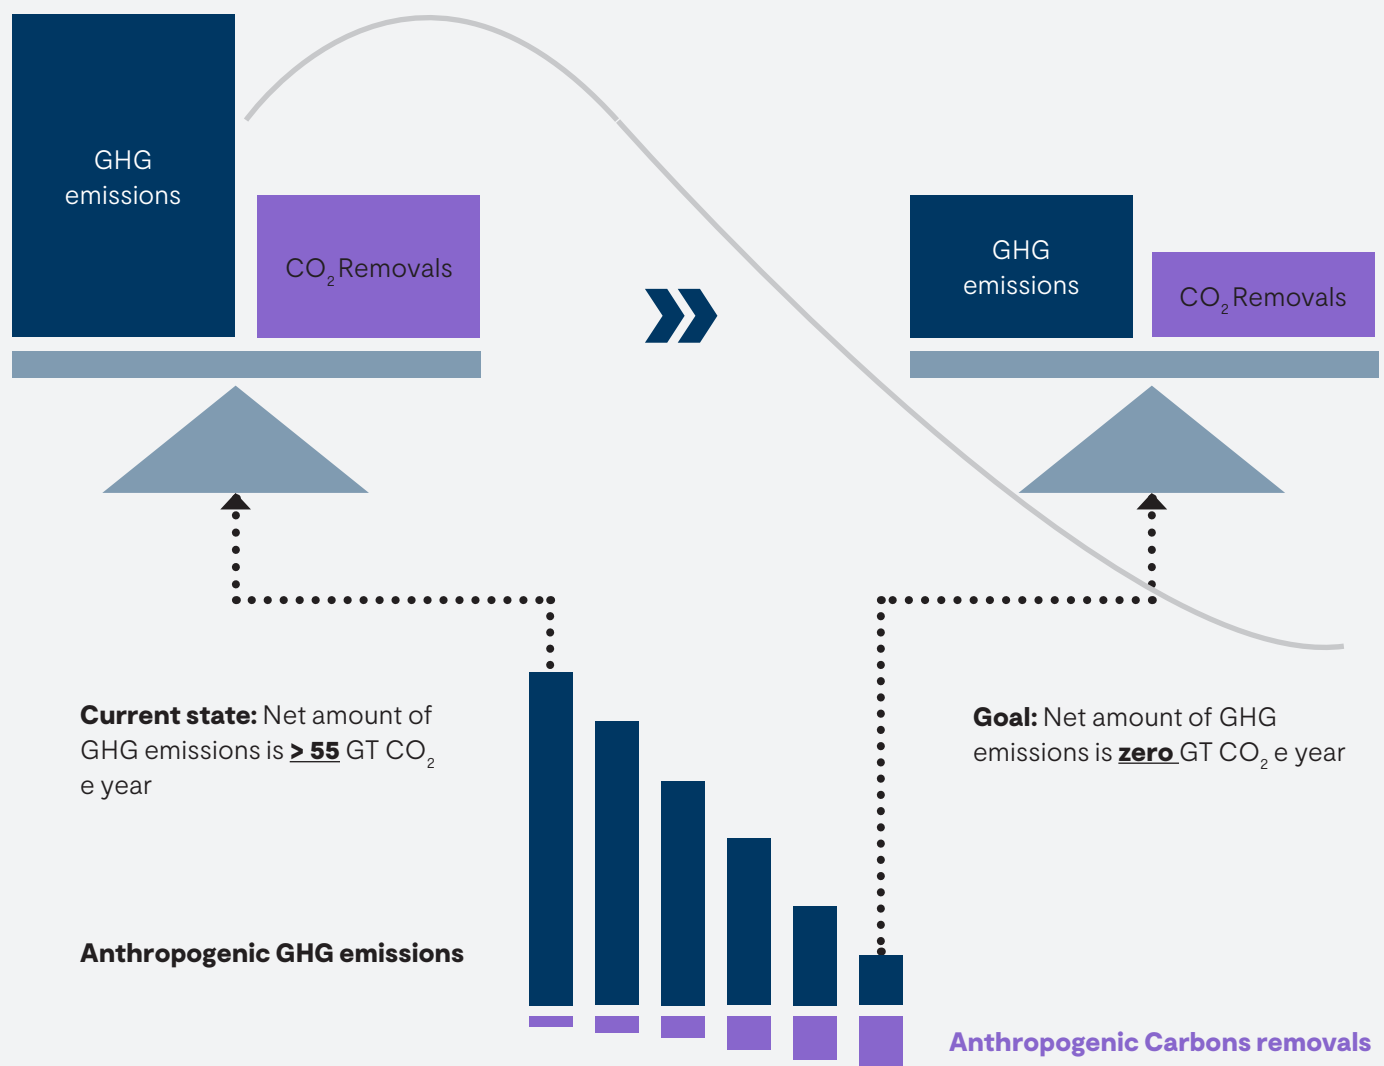 GHG
emissions
CO₂ Removals
GHG
emissions
CO₂ Removals
Current state: Net amount of
GHG emissions is > 55 GT CO₂
e year
Goal: Net amount of GHG
emissions is zero GT CO₂ e year
Anthropogenic GHG emissions
Anthropogenic Carbons removals